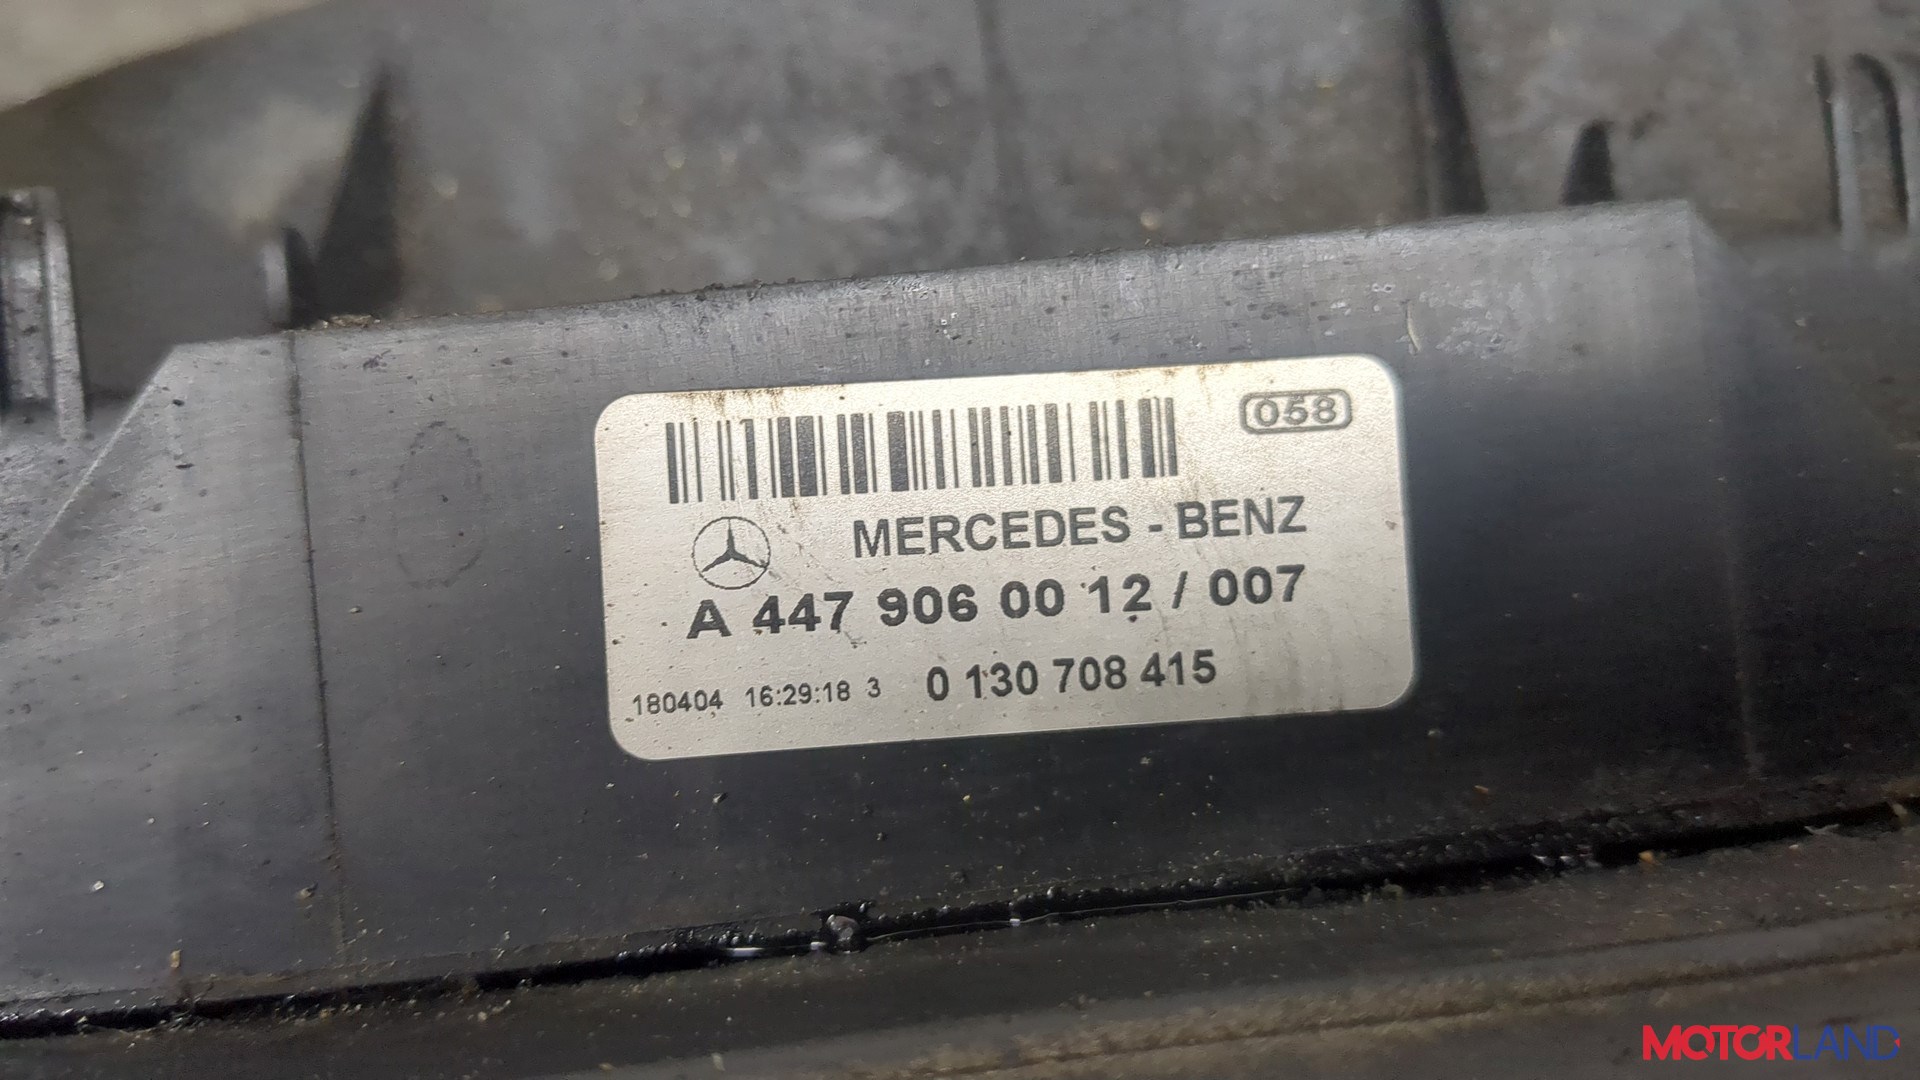 058
MERCEDES - BENZ
A 447 906 00 12 / 007
180404 16:29:18 3 0 130 708 415
MOTORLAND